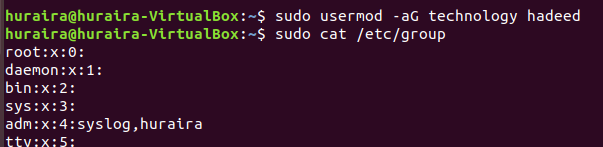 huraira@huraira-VirtualBox:~$ sudo usermod -aG technology hadeed
huraira@huraira-VirtualBox:~$ sudo cat /etc/group
root:x:0:
daemon:x:1:
bin:x:2:
sys:x:3:
adm:x:4:syslog,huraira
tty:x:5: